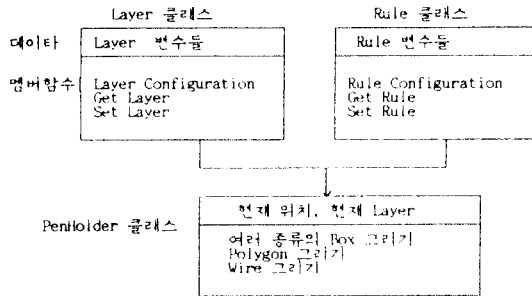 Layer 클래스
Rule 클래스
데이타
Layer 변수들
Rule 변수들
멤버함수
Layer Configuration
Get Layer
Set Layer
Rule Configuration
Get Rule
Set Rule
PenHolder 클래스
현재 위치, 현재 Layer
여러 종류의 Box 그리기
Polygon 그리기
Wire 그리기